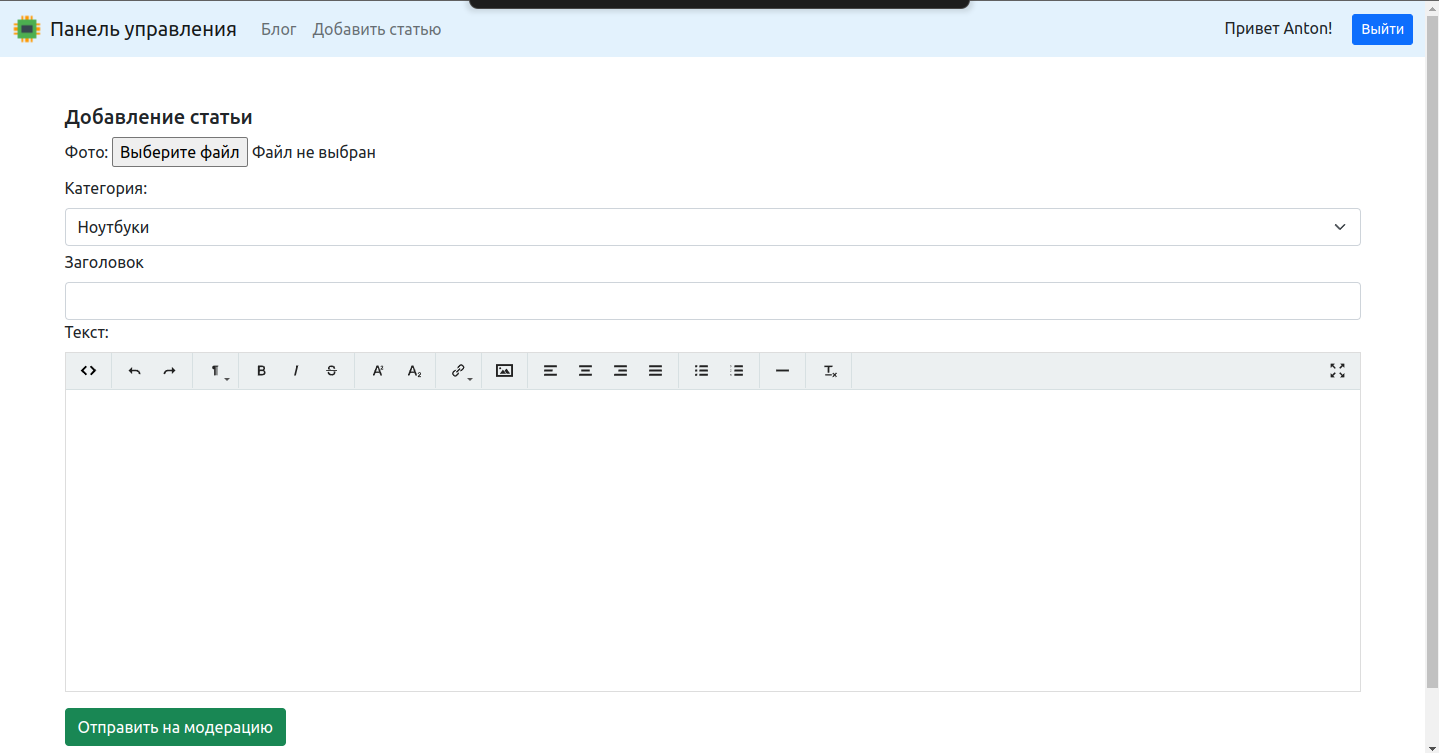 Панель управления Блог Добавить статью Привет Anton! Выйти
Добавление статьи
Фото: Выберите файл Файл не выбран
Категория:
Ноутбуки
Заголовок
Текст:
Отправить на модерацию